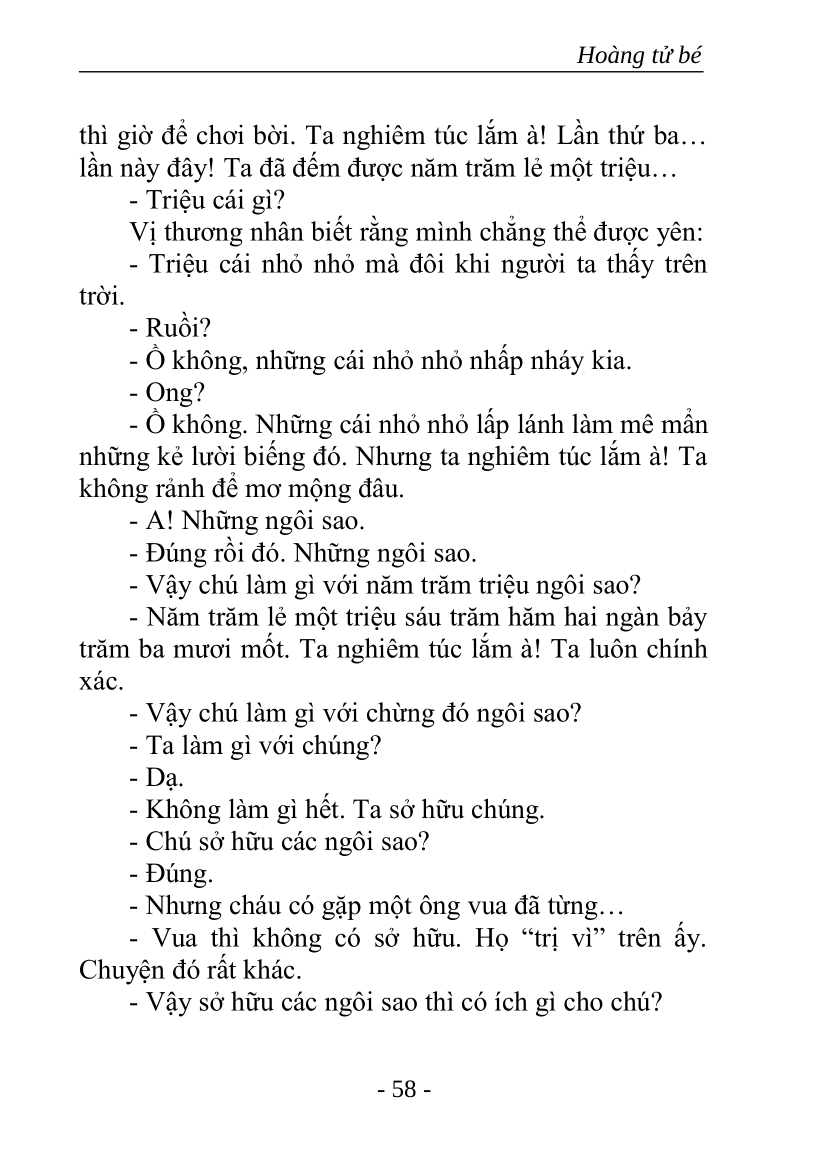 Hoàng tử bé
thì giờ để chơi bời. Ta nghiêm túc lắm à! Lần thứ ba…
lần này đây! Ta đã đếm được năm trăm lẻ một triệu…
- Triệu cái gì?
Vị thương nhân biết rằng mình chẳng thể được yên:
- Triệu cái nhỏ nhỏ mà đôi khi người ta thấy trên
trời.
- Ruồi?
- Ồ không, những cái nhỏ nhỏ nhấp nháy kia.
- Ong?
- Ồ không. Những cái nhỏ nhỏ lấp lánh làm mê mẩn
những kẻ lười biếng đó. Nhưng ta nghiêm túc lắm à! Ta
không rảnh để mơ mộng đâu.
- A! Những ngôi sao.
- Đúng rồi đó. Những ngôi sao.
- Vậy chú làm gì với năm trăm triệu ngôi sao?
- Năm trăm lẻ một triệu sáu trăm hăm hai ngàn bảy
trăm ba mươi mốt. Ta nghiêm túc lắm à! Ta luôn chính
xác.
- Vậy chú làm gì với chừng đó ngôi sao?
- Ta làm gì với chúng?
- Dạ.
- Không làm gì hết. Ta sở hữu chúng.
- Chú sở hữu các ngôi sao?
- Đúng.
- Nhưng cháu có gặp một ông vua đã từng…
- Vua thì không có sở hữu. Họ “trị vì” trên ấy.
Chuyện đó rất khác.
- Vậy sở hữu các ngôi sao thì có ích gì cho chú?
- 58 -